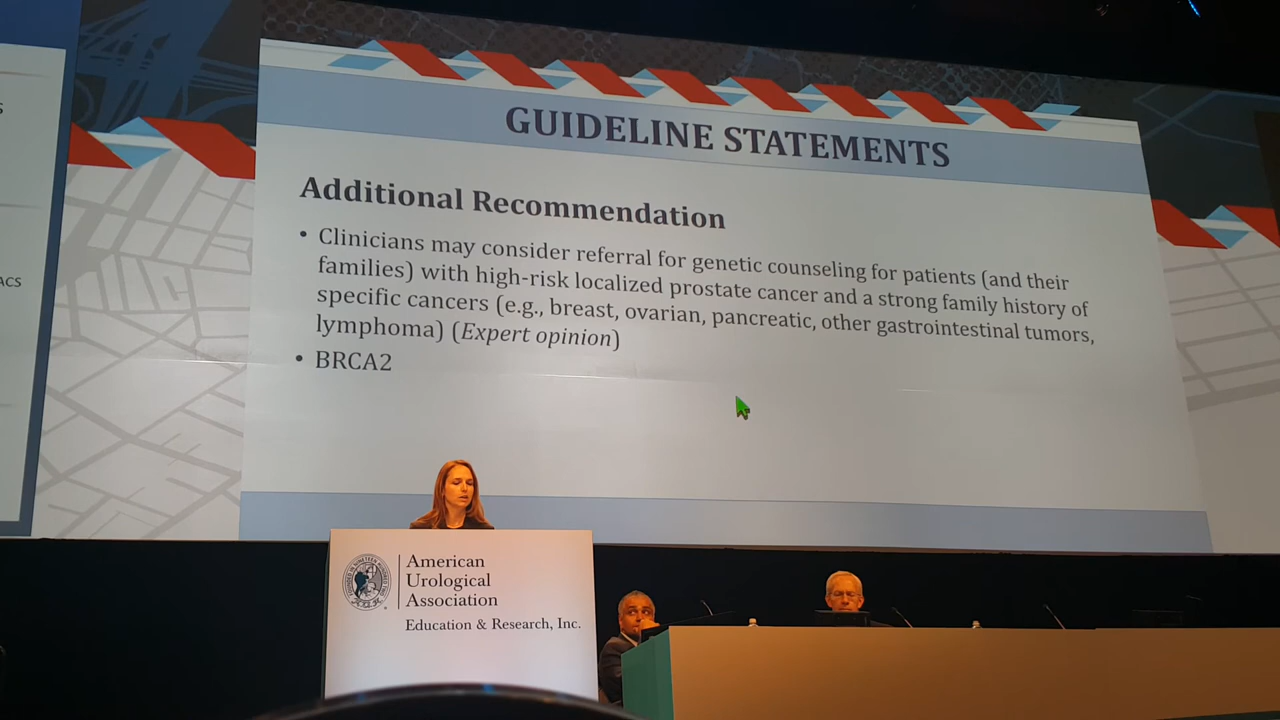 S
ACS
GUIDELINE STATEMENTS
Additional Recommendation
• Clinicians may consider referral for genetic counseling for patients (and their
families) with high-risk localized prostate cancer and a strong family history of
specific cancers (e.g., breast, ovarian, pancreatic, other gastrointestinal tumors,
lymphoma) (Expert opinion)
• BRCA2
American
Urological
Association
Education & Research, Inc.